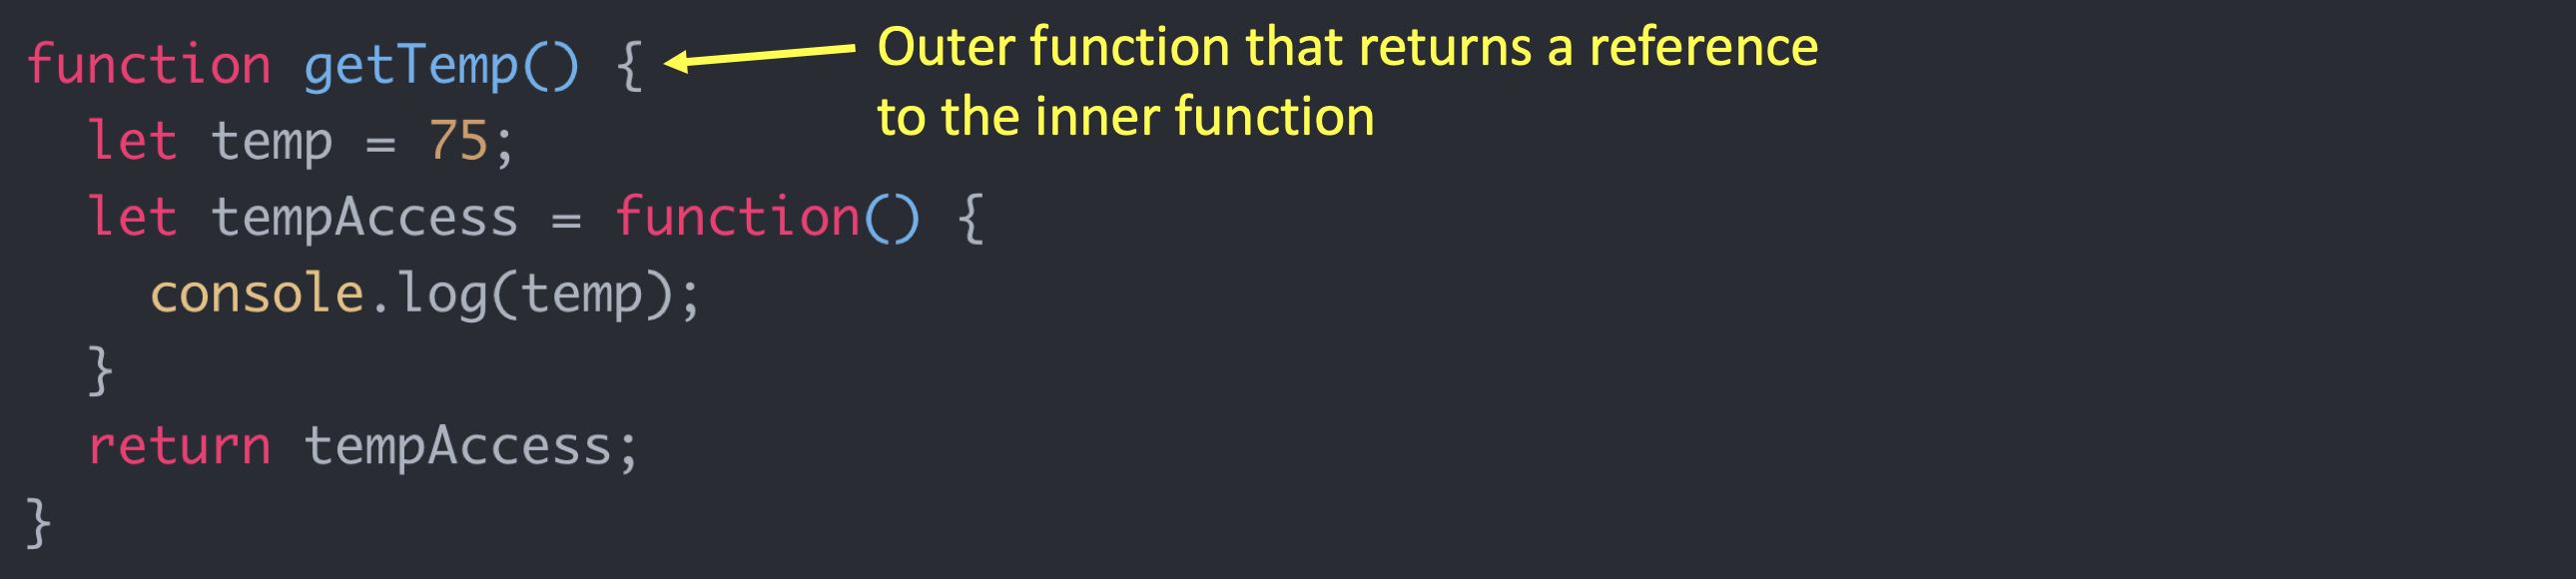 function getTemp() { Outer function that returns a reference
to the inner function
  let temp = 75;
  let tempAccess = function() {
    console.log(temp);
  }
  return tempAccess;
}